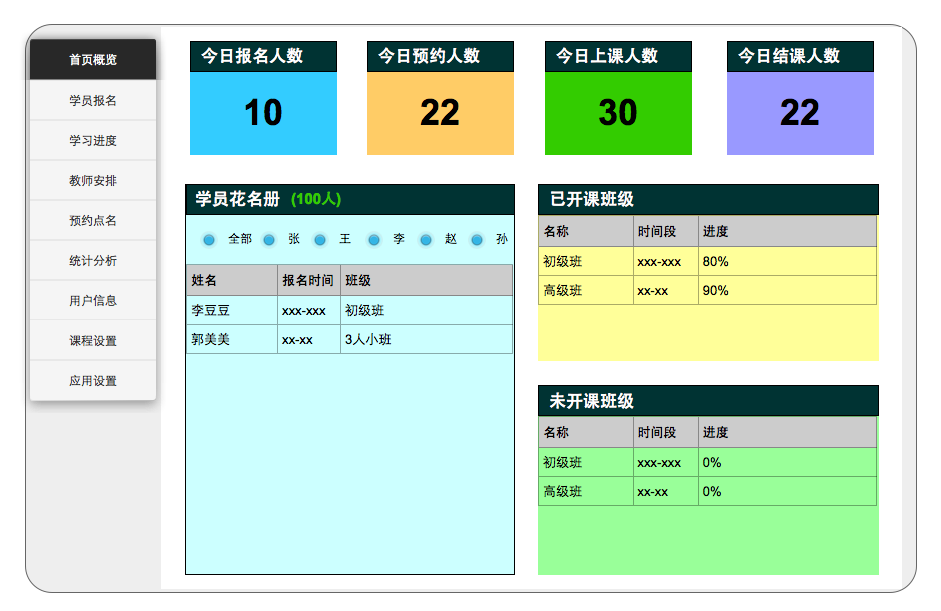 首页概览
学员报名
学习进度
教师安排
预约点名
统计分析
用户信息
课程设置
应用设置
今日报名人数 今日预约人数 今日上课人数 今日结课人数
10 22 30 22
学员花名册 (100人)
全部 张 王 李 赵 孙
姓名 报名时间 班级
李豆豆 xxx-xxx 初级班
郭美美 xx-xx 3人小班
已开课班级
名称 时间段 进度
初级班 xxx-xxx 80%
高级班 xx-xx 90%
未开课班级
名称 时间段 进度
初级班 xxx-xxx 0%
高级班 xx-xx 0%